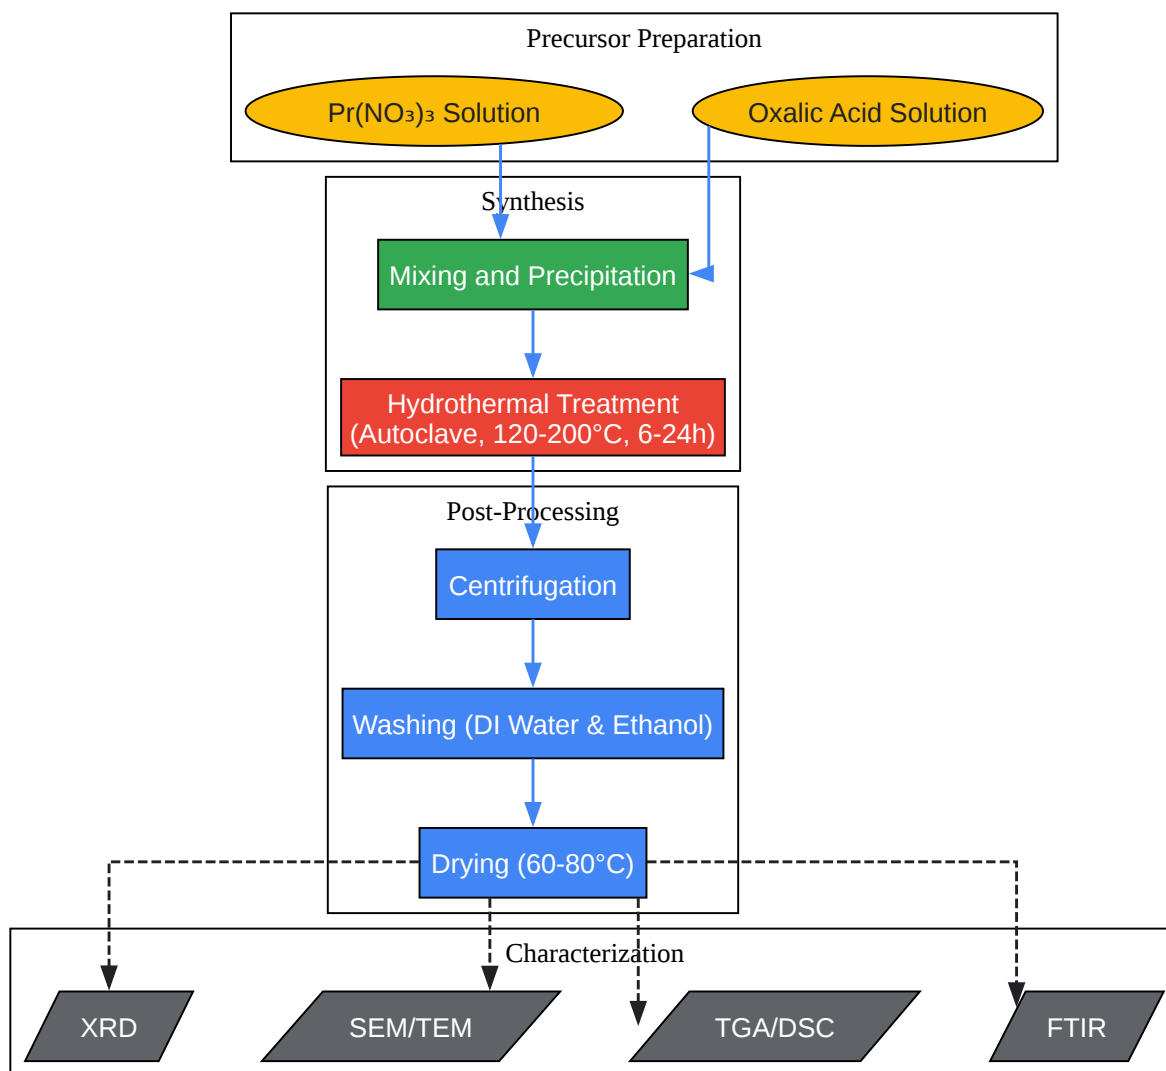 Precursor Preparation
Pr(NO₃)₃ Solution
Oxalic Acid Solution
Synthesis
Mixing and Precipitation
Hydrothermal Treatment
(Autoclave, 120-200°C, 6-24h)
Post-Processing
Centrifugation
Washing (DI Water & Ethanol)
Drying (60-80°C)
Characterization
XRD
SEM/TEM
TGA/DSC
FTIR